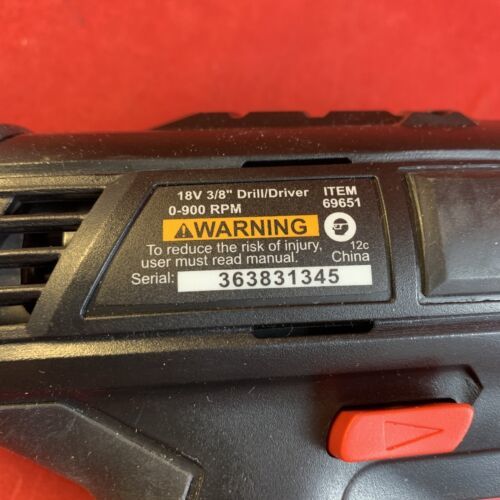 18V 3/8" Drill/Driver ITEM
0-900 RPM 69651
WARNING
To reduce the risk of injury, 12c
user must read manual. China
Serial: 363831345